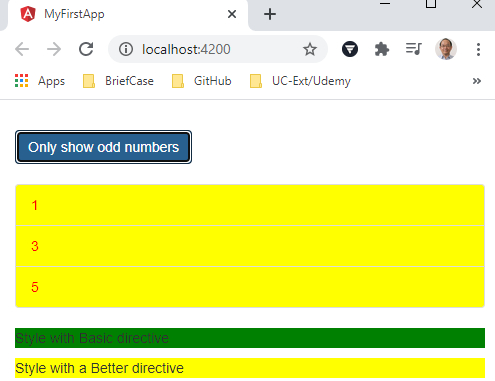 MyFirstApp
localhost:4200
Apps BriefCase GitHub UC-Ext/Udemy »
Only show odd numbers
1
3
5
Style with Basic directive
Style with a Better directive